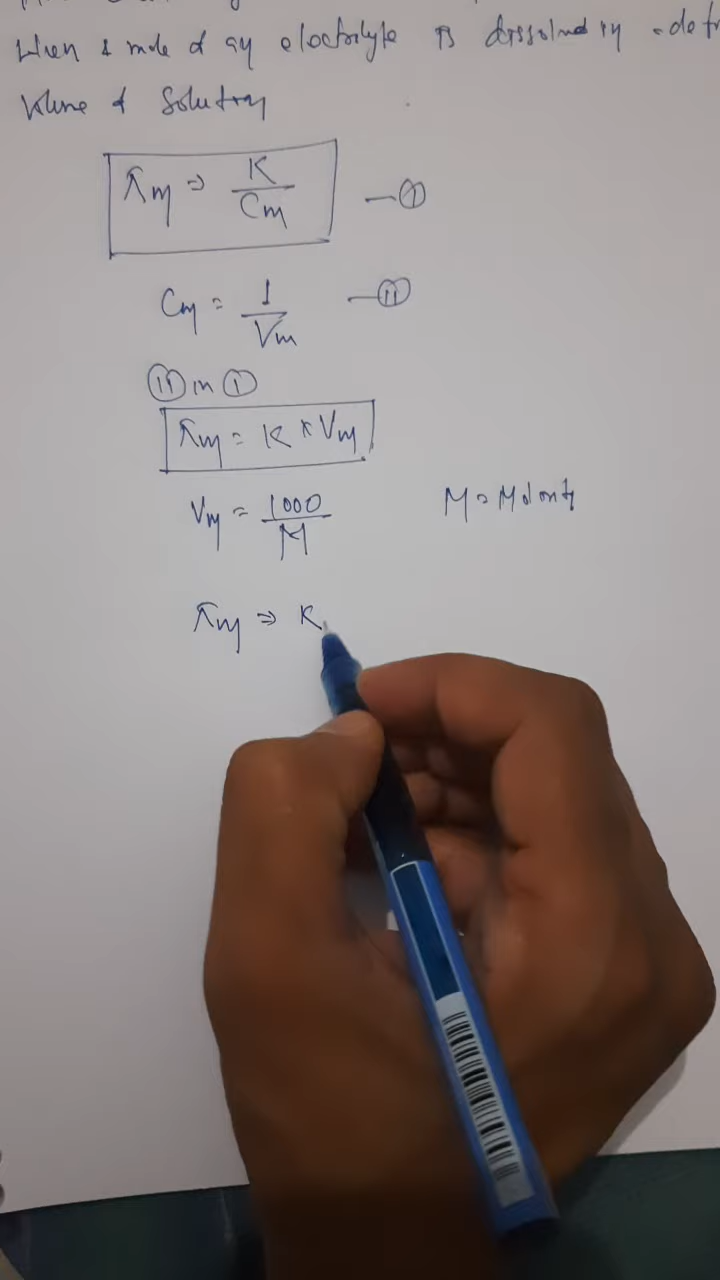 When 1 mole of ay electrolyte is dissolved in
Volume of Solution
Λm ⇒ K/Cm —(I)
Cm = 1/Vm —(II)
(II) in (I)
Λm = K × Vm
Vm = 1000/M M = Molarity
Λm ⇒ K